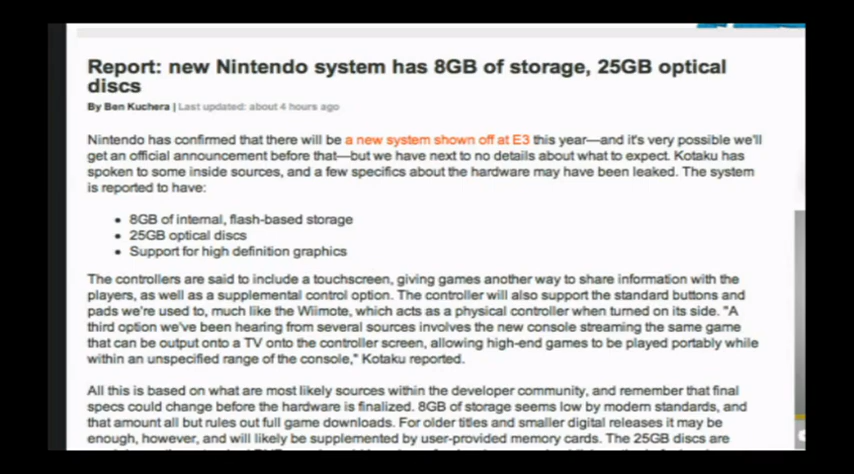 Report: new Nintendo system has 8GB of storage, 25GB optical
discs
By Ben Kuchera | Last updated: about 4 hours ago
Nintendo has confirmed that there will be a new system shown off at E3 this year—and it's very possible we'll
get an official announcement before that—but we have next to no details about what to expect. Kotaku has
spoken to some inside sources, and a few specifics about the hardware may have been leaked. The system
is reported to have:
• 8GB of internal, flash-based storage
• 25GB optical discs
• Support for high definition graphics
The controllers are said to include a touchscreen, giving games another way to share information with the
players, as well as a supplemental control option. The controller will also support the standard buttons and
pads we're used to, much like the Wiimote, which acts as a physical controller when turned on its side. "A
third option we've been hearing from several sources involves the new console streaming the same game
that can be output onto a TV onto the controller screen, allowing high-end games to be played portably while
within an unspecified range of the console," Kotaku reported.
All this is based on what are most likely sources within the developer community, and remember that final
specs could change before the hardware is finalized. 8GB of storage seems low by modern standards, and
that amount all but rules out full game downloads. For older titles and smaller digital releases it may be
enough, however, and will likely be supplemented by user-provided memory cards. The 25GB discs are